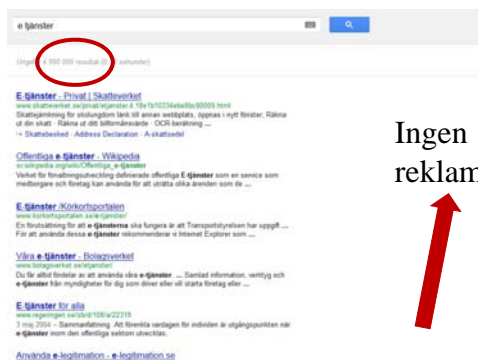 e tjänster
Ungefär 4 900 000 resultat (0 sekunder)
E-tjänster - Privat | Skatteverket
www.skatteverket.se/privat/etjanster.4.18e1b10334ebe8bc80009.html
Skattejämkning för skolungdom länk till annan webbplats, öppnas i nytt fönster; Räkna
ut din skatt · Räkna ut ditt bilförmånsvärde · OCR-beräkning ...
Skattebesked - Address Declaration - A-skattsedel
Offentliga e-tjänster - Wikipedia
sv.wikipedia.org/wiki/Offentliga_e-tjänster
Verket för förvaltningsutveckling definierade offentliga E-tjänster som en service som
medborgare och företag kan använda för att uträtta olika ärenden som de ...
E-tjänster /Körkortsportalen
www.korkortsportalen.se/e-tjanster/
En förutsättning för att e-tjänsterna ska fungera är att Transportstyrelsen har uppgift ...
För att använda dessa e-tjänster rekommenderar vi Internet Explorer som ...
Våra e-tjänster - Bolagsverket
www.bolagsverket.se/etjanster/
Du får alltid fördelar av att använda våra e-tjänster ... Samlad information, verktyg och
e-tjänster från myndigheter för dig som driver eller vill starta företag eller ...
E-tjänster för alla
www.regeringen.se/sb/d/108/a/22319
3 maj 2004 – Sammanfattning. Att förenkla vardagen för individen är utgångspunkten när
e-tjänster inom den offentliga sektorn utvecklas.
Använda e-legitimation - e-legitimation.se
Ingen
reklam